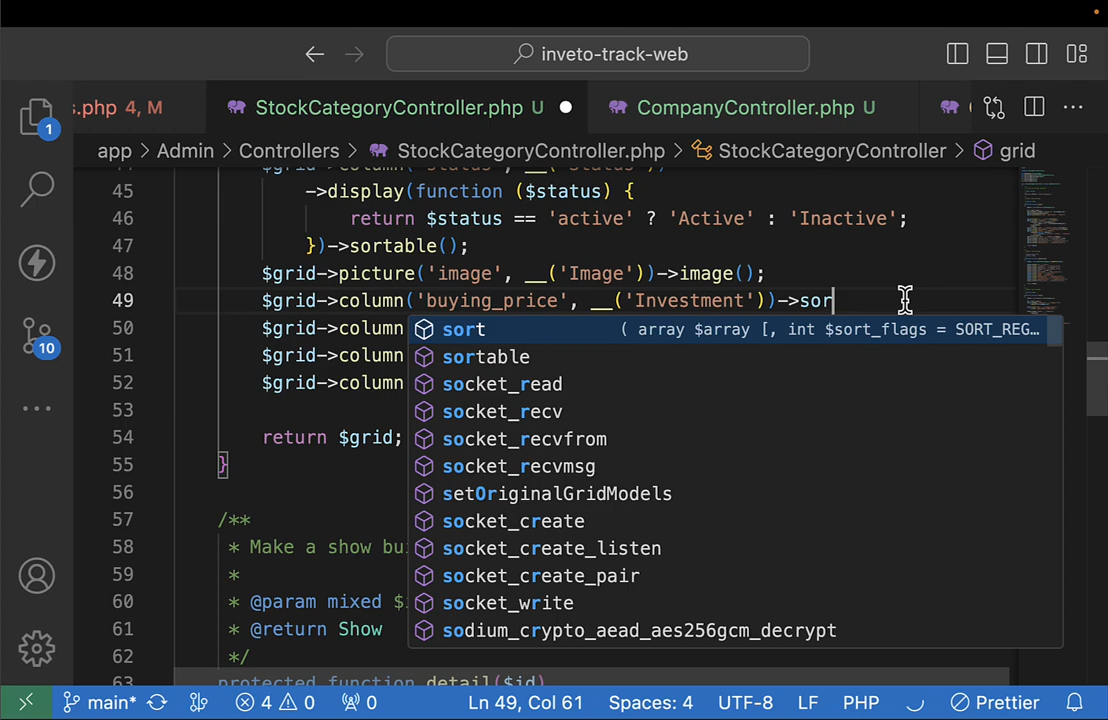 inveto-track-web
s.php 4, M
StockCategoryController.php U
CompanyController.php U
app > Admin > Controllers > StockCategoryController.php > StockCategoryController > grid
45 ->display(function ($status) {
46 return $status == 'active' ? 'Active' : 'Inactive';
47 })->sortable();
48 $grid->picture('image', __('Image'))->image();
49 $grid->column('buying_price', __('Investment'))->sor
50 $grid->column
51 $grid->column
52 $grid->column
53
54 return $grid;
55 }
56
57 /**
58 * Make a show bu
59 *
60 * @param mixed $i
61 * @return Show
62 */
63 protected function detail($id)
sort ( array $array [, int $sort_flags = SORT_REG…
sortable
socket_read
socket_recv
socket_recvfrom
socket_recvmsg
setOriginalGridModels
socket_create
socket_create_listen
socket_create_pair
socket_write
sodium_crypto_aead_aes256gcm_decrypt
1
10
main* 4 0 0 Ln 49, Col 61 Spaces: 4 UTF-8 LF PHP Prettier